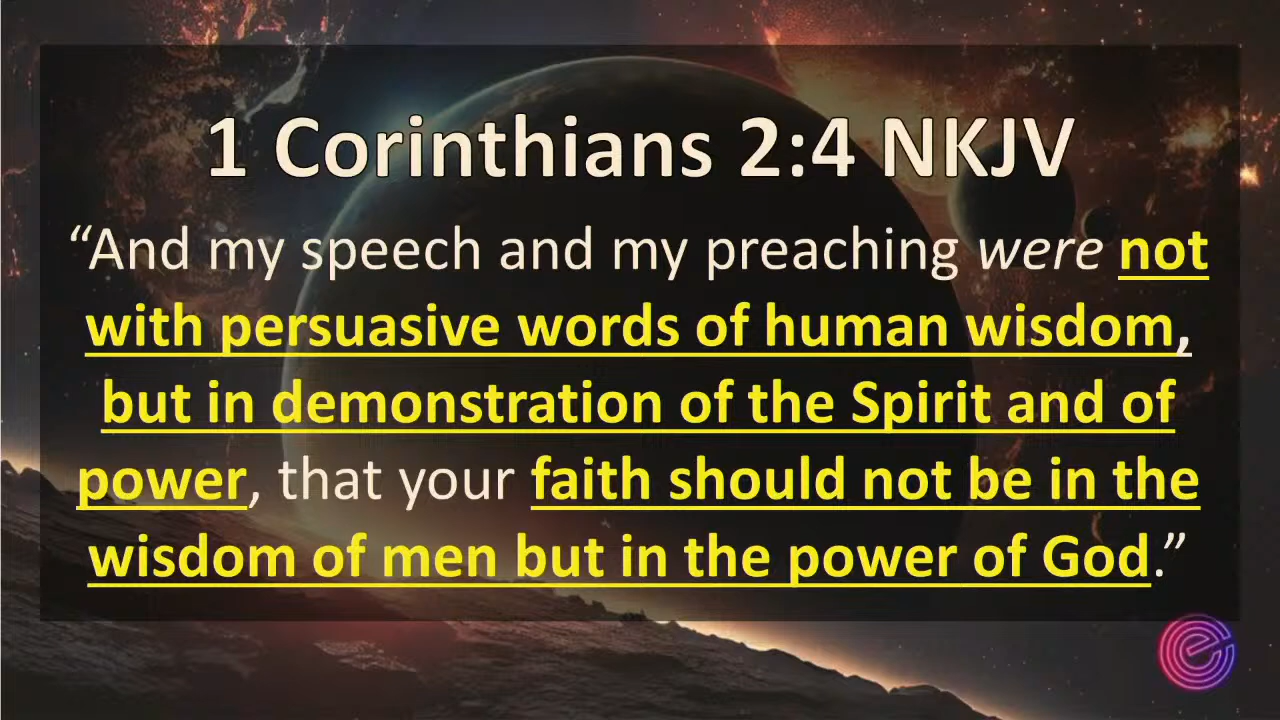 1 Corinthians 2:4 NKJV
“And my speech and my preaching were not
with persuasive words of human wisdom,
but in demonstration of the Spirit and of
power, that your faith should not be in the
wisdom of men but in the power of God.”